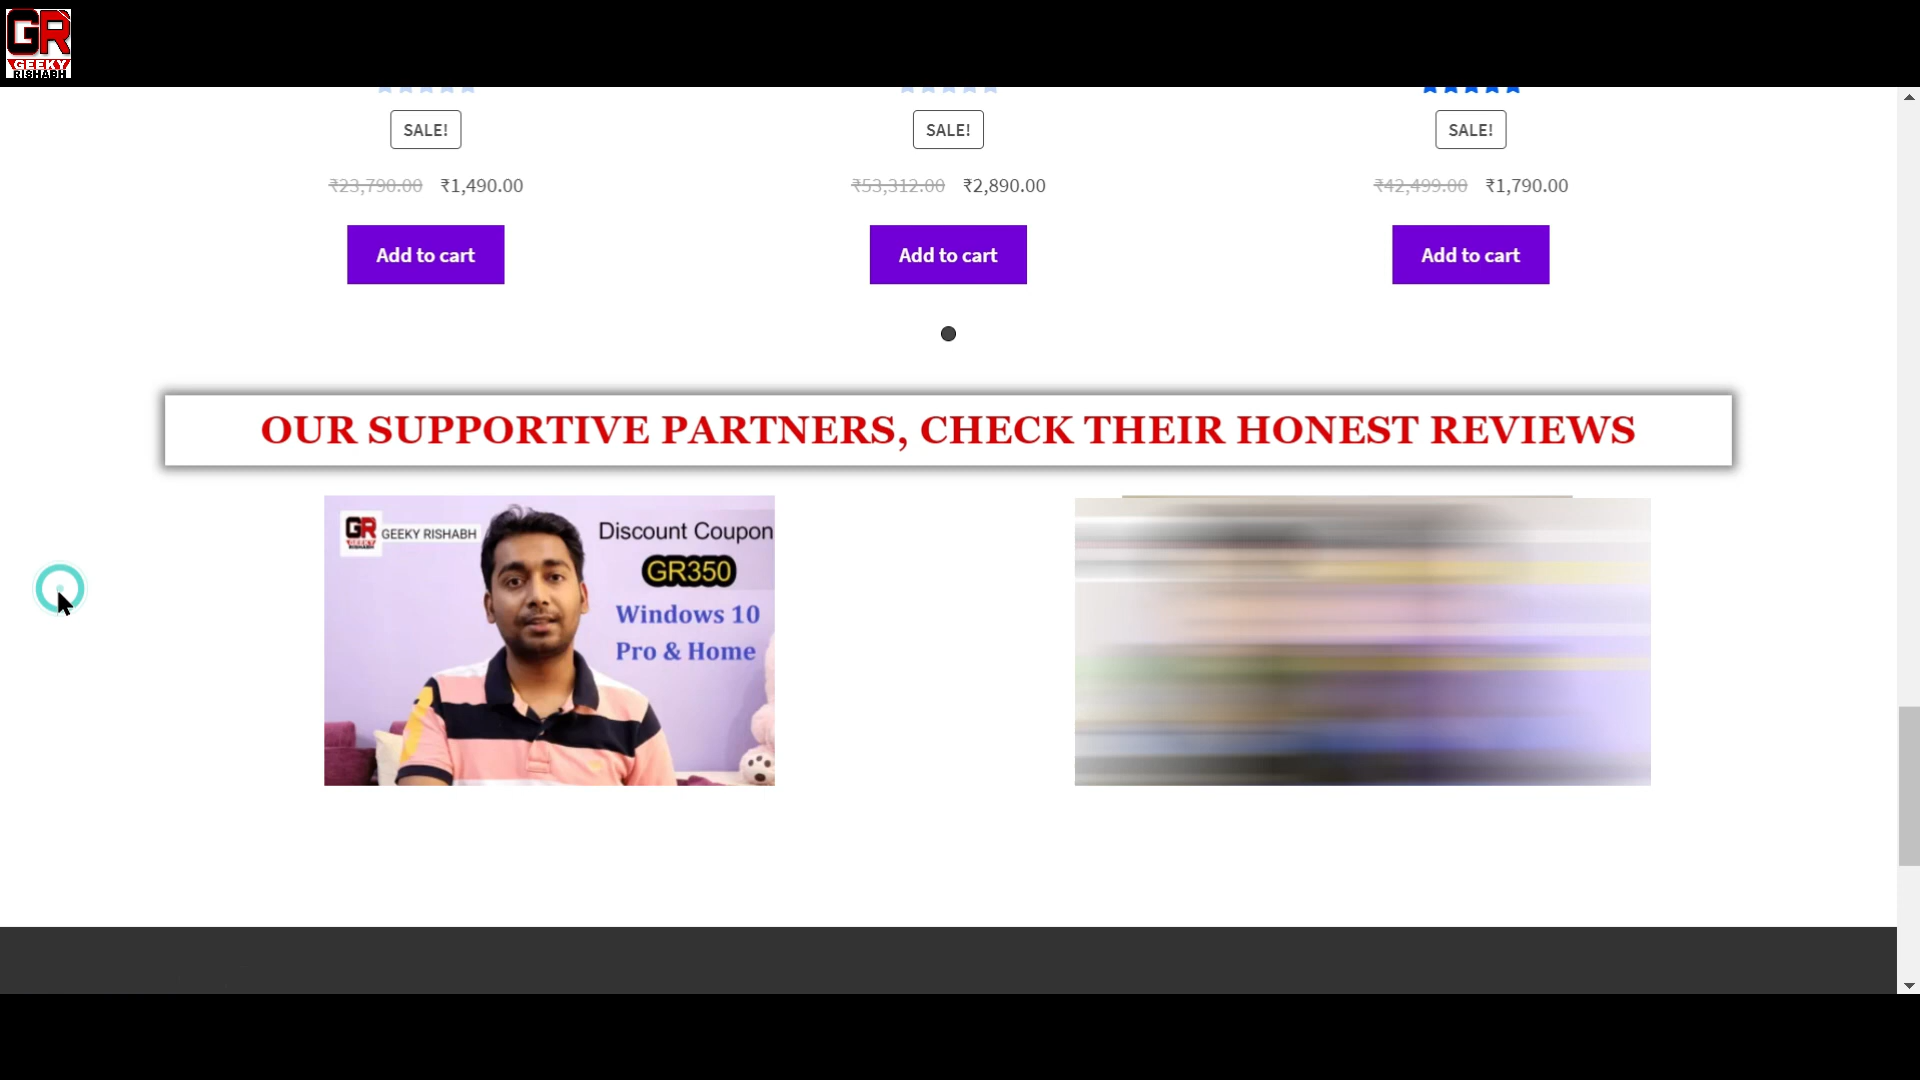 GR
GEEKY
RISHABH
SALE! SALE! SALE!
₹23,790.00 ₹1,490.00 ₹53,312.00 ₹2,890.00 ₹42,499.00 ₹1,790.00
Add to cart Add to cart Add to cart
OUR SUPPORTIVE PARTNERS, CHECK THEIR HONEST REVIEWS
GR GEEKY RISHABH
Discount Coupon
GR350
Windows 10
Pro & Home